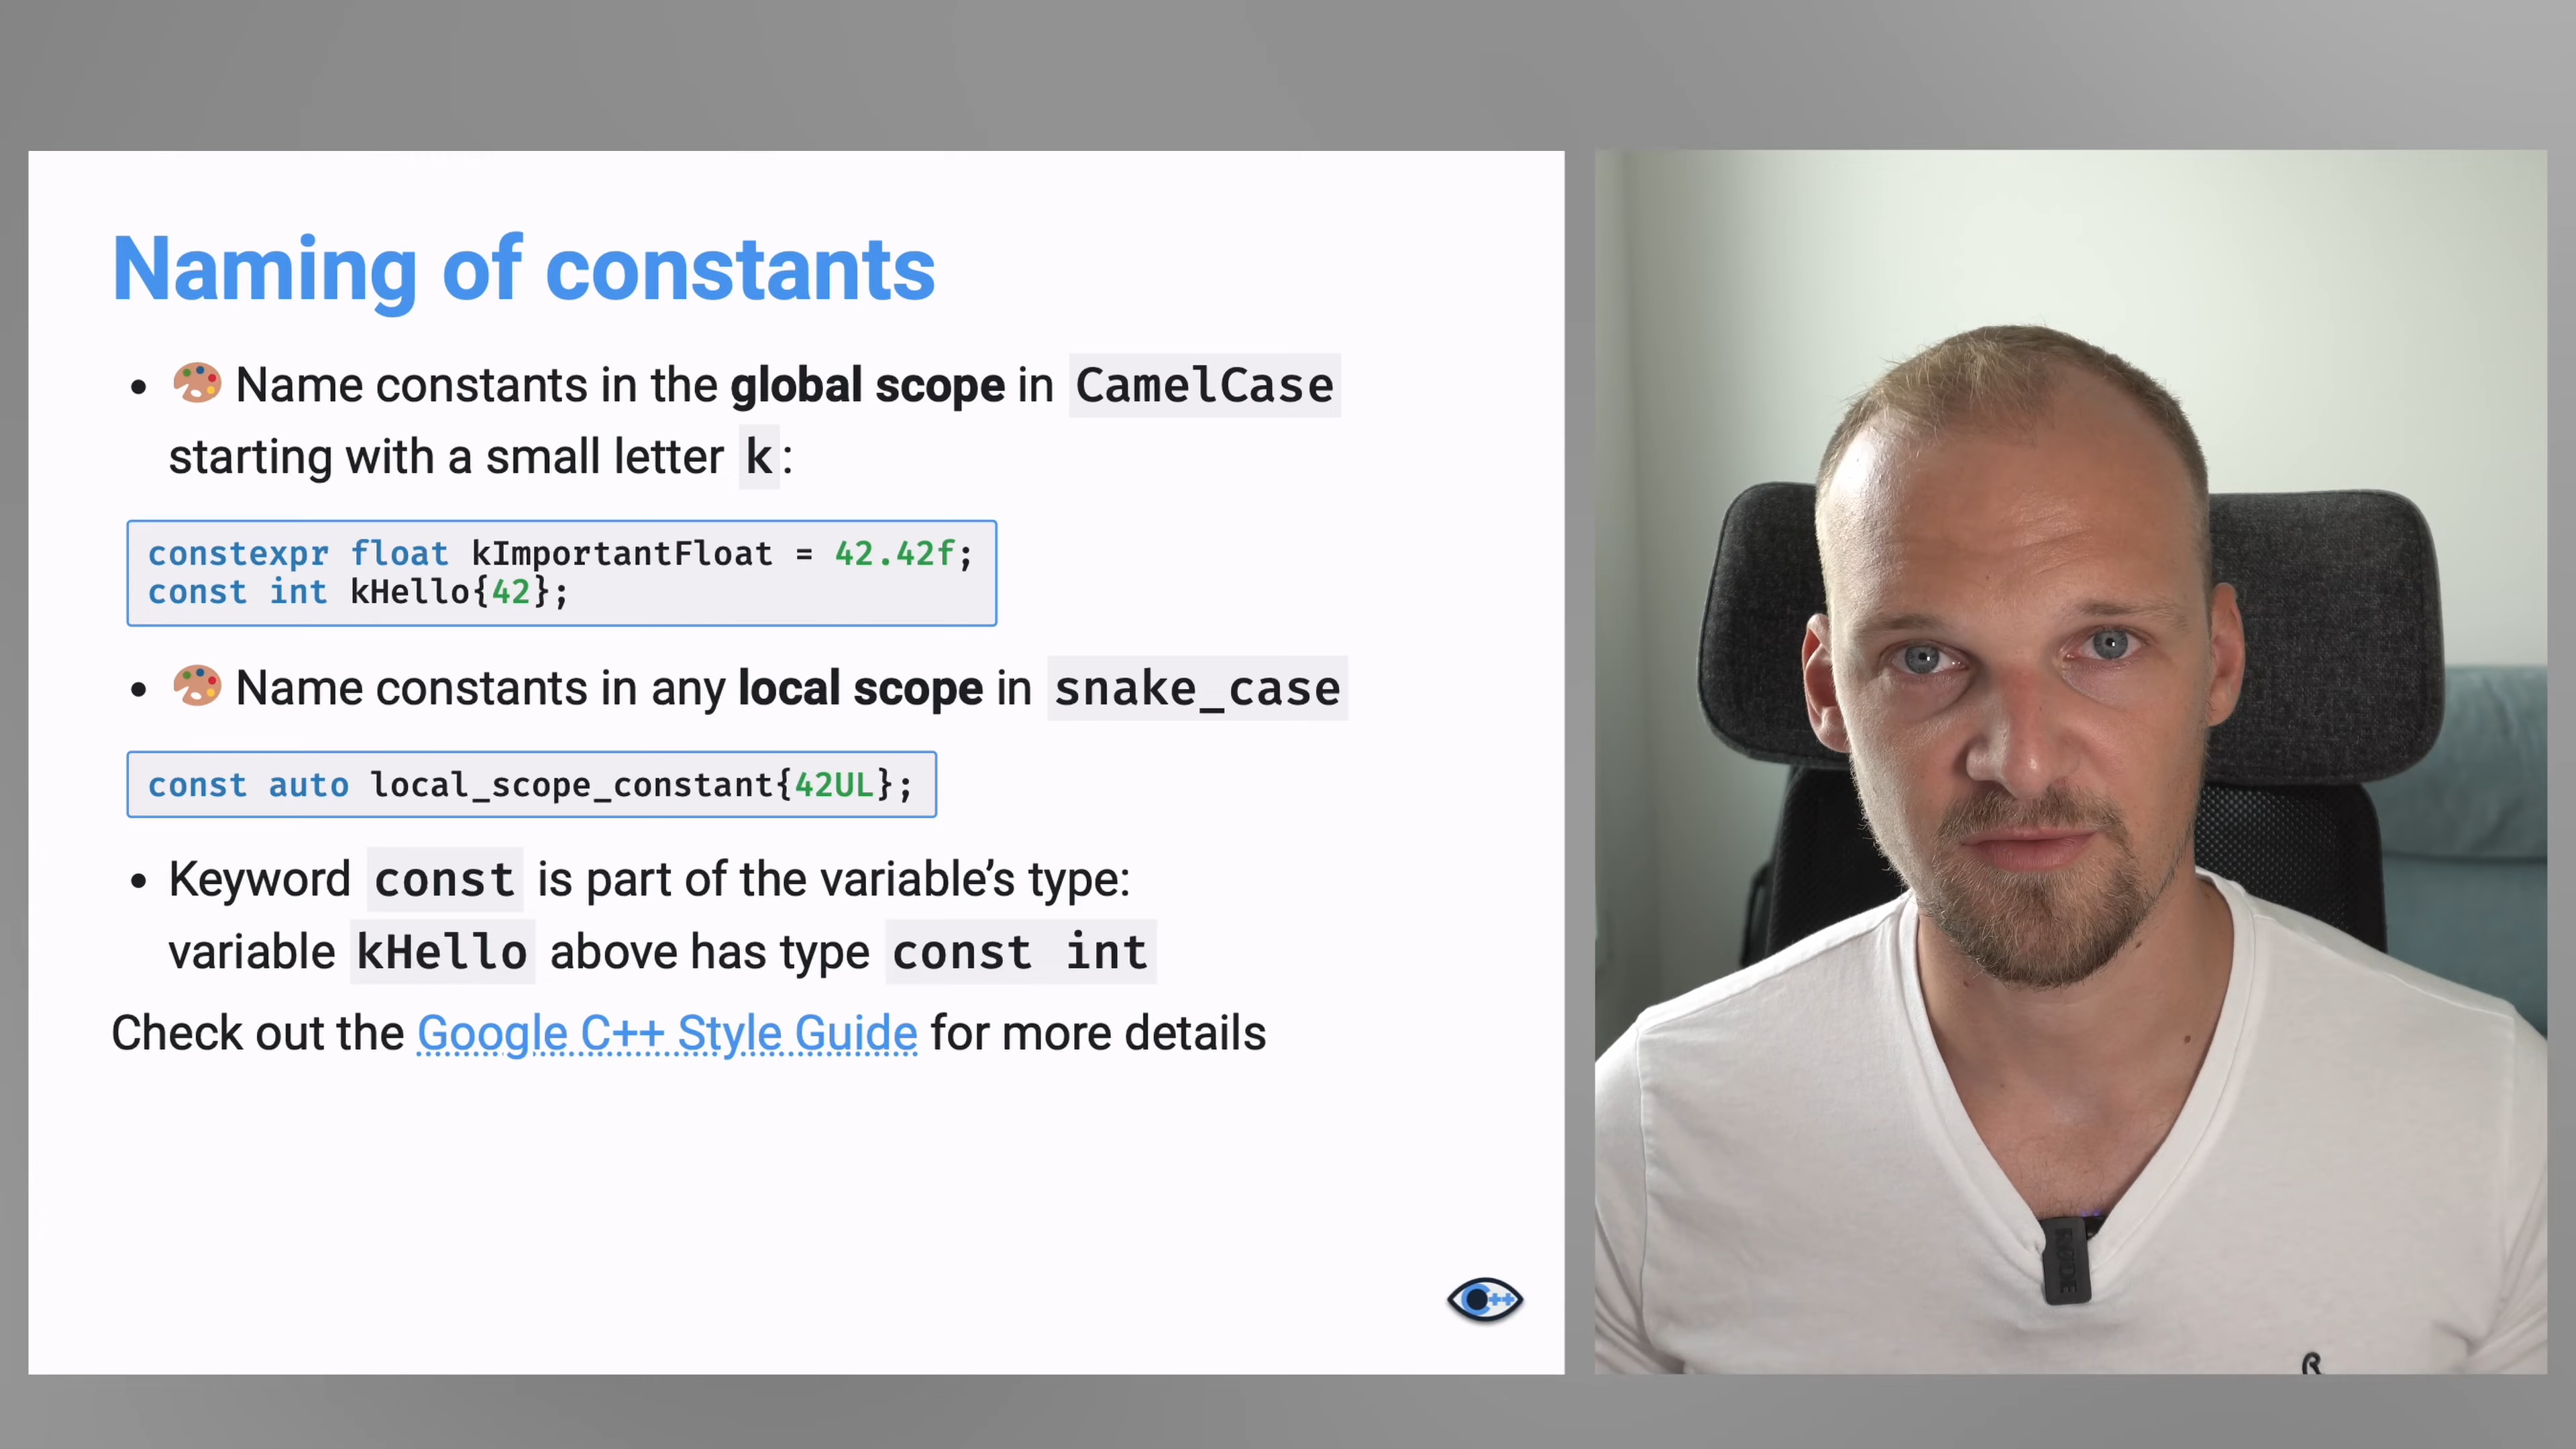 Naming of constants
• 🎨 Name constants in the global scope in CamelCase
starting with a small letter k:
constexpr float kImportantFloat = 42.42f;
const int kHello{42};
• 🎨 Name constants in any local scope in snake_case
const auto local_scope_constant{42UL};
• Keyword const is part of the variable’s type:
variable kHello above has type const int
Check out the Google C++ Style Guide for more details
C++
RODE
R